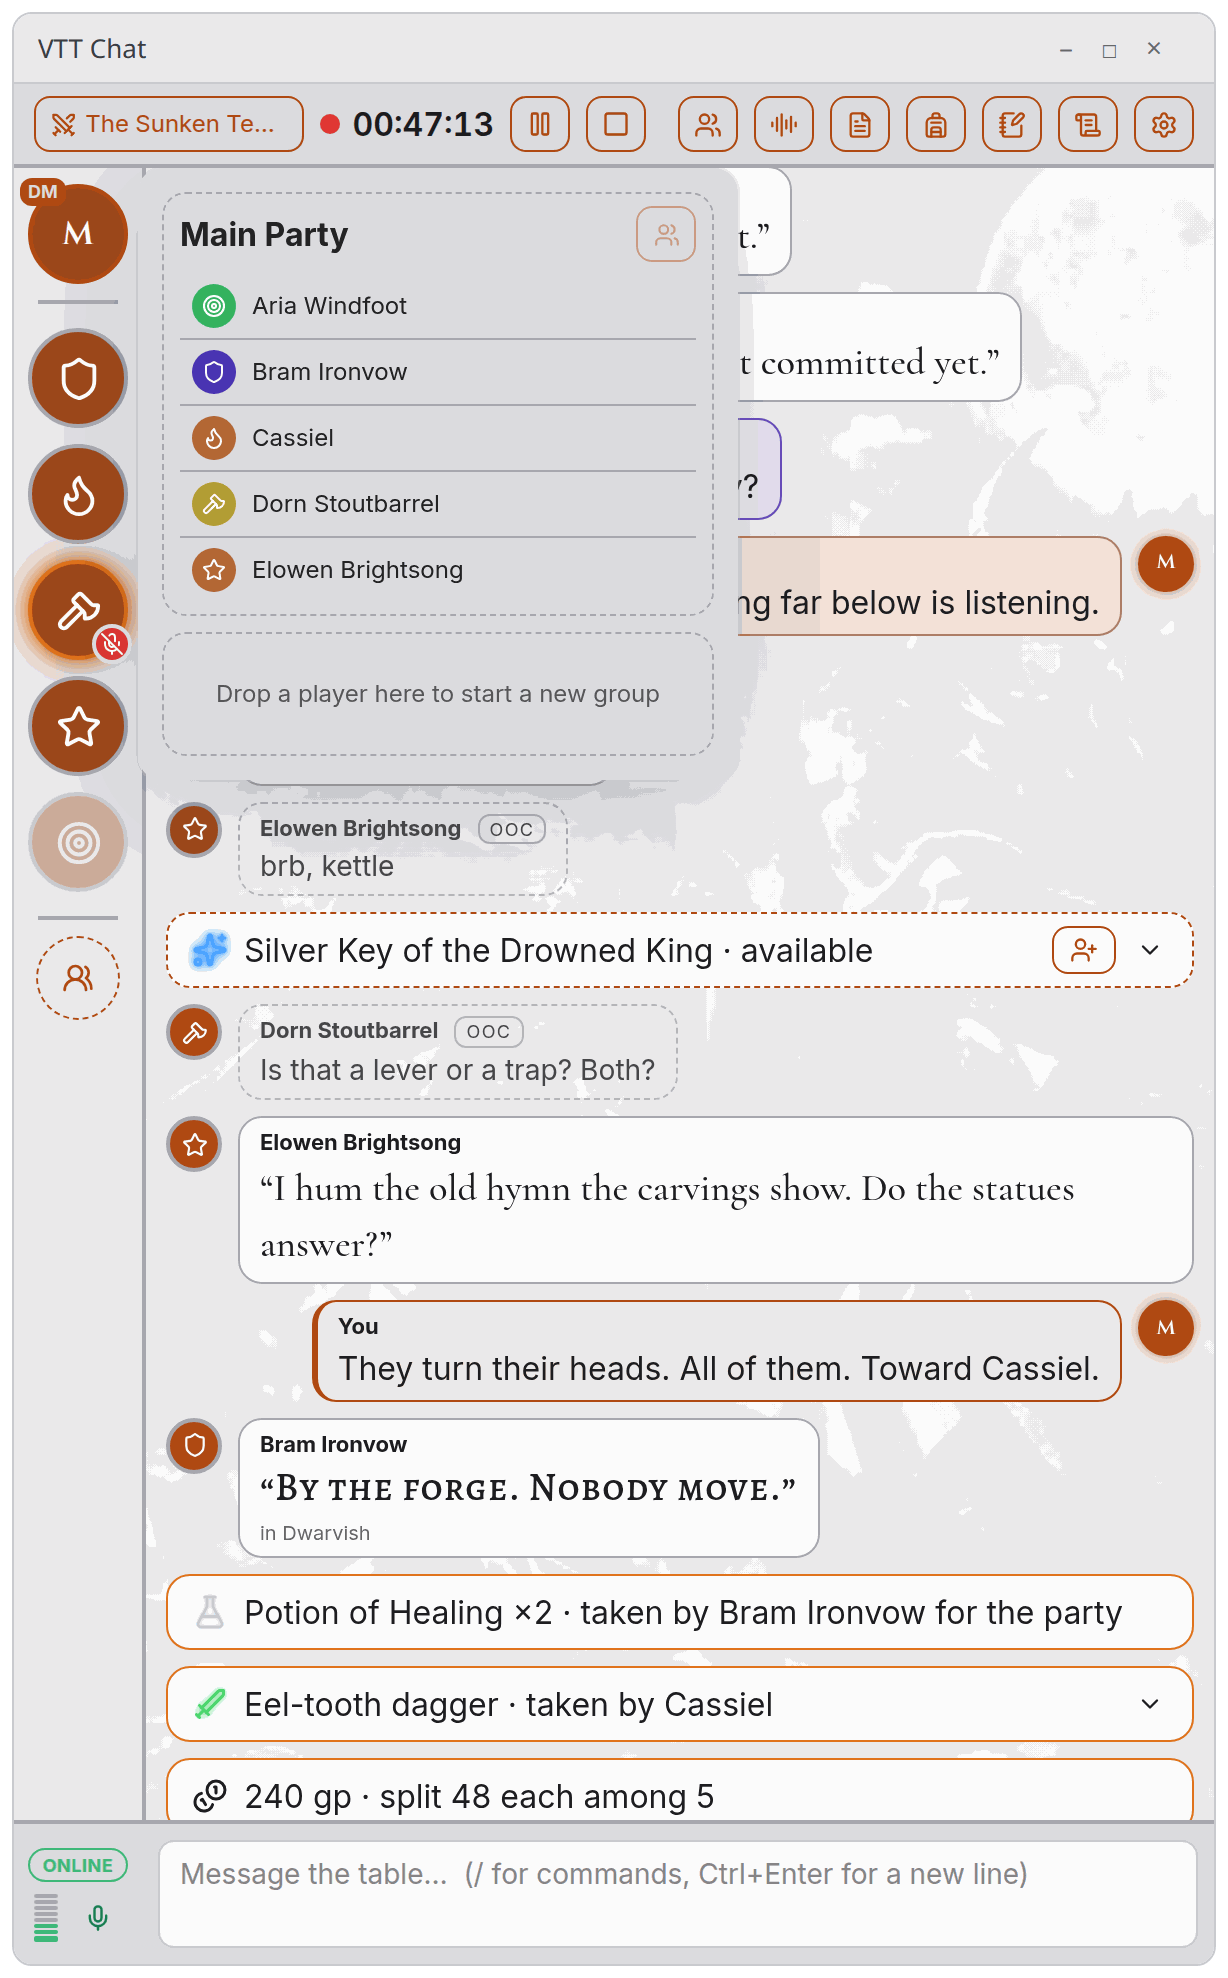 VTT Chat
The Sunken Te...
00:47:13
DM
M
Main Party
Aria Windfoot
Bram Ironvow
Cassiel
Dorn Stoutbarrel
Elowen Brightsong
Drop a player here to start a new group
t.”
t committed yet.”
y?
ng far below is listening.
M
Elowen Brightsong OOC
brb, kettle
Silver Key of the Drowned King · available
Dorn Stoutbarrel OOC
Is that a lever or a trap? Both?
Elowen Brightsong
“I hum the old hymn the carvings show. Do the statues
answer?”
You
They turn their heads. All of them. Toward Cassiel.
M
Bram Ironvow
“By the forge. Nobody move.”
in Dwarvish
Potion of Healing ×2 · taken by Bram Ironvow for the party
Eel-tooth dagger · taken by Cassiel
240 gp · split 48 each among 5
ONLINE
Message the table... (/ for commands, Ctrl+Enter for a new line)